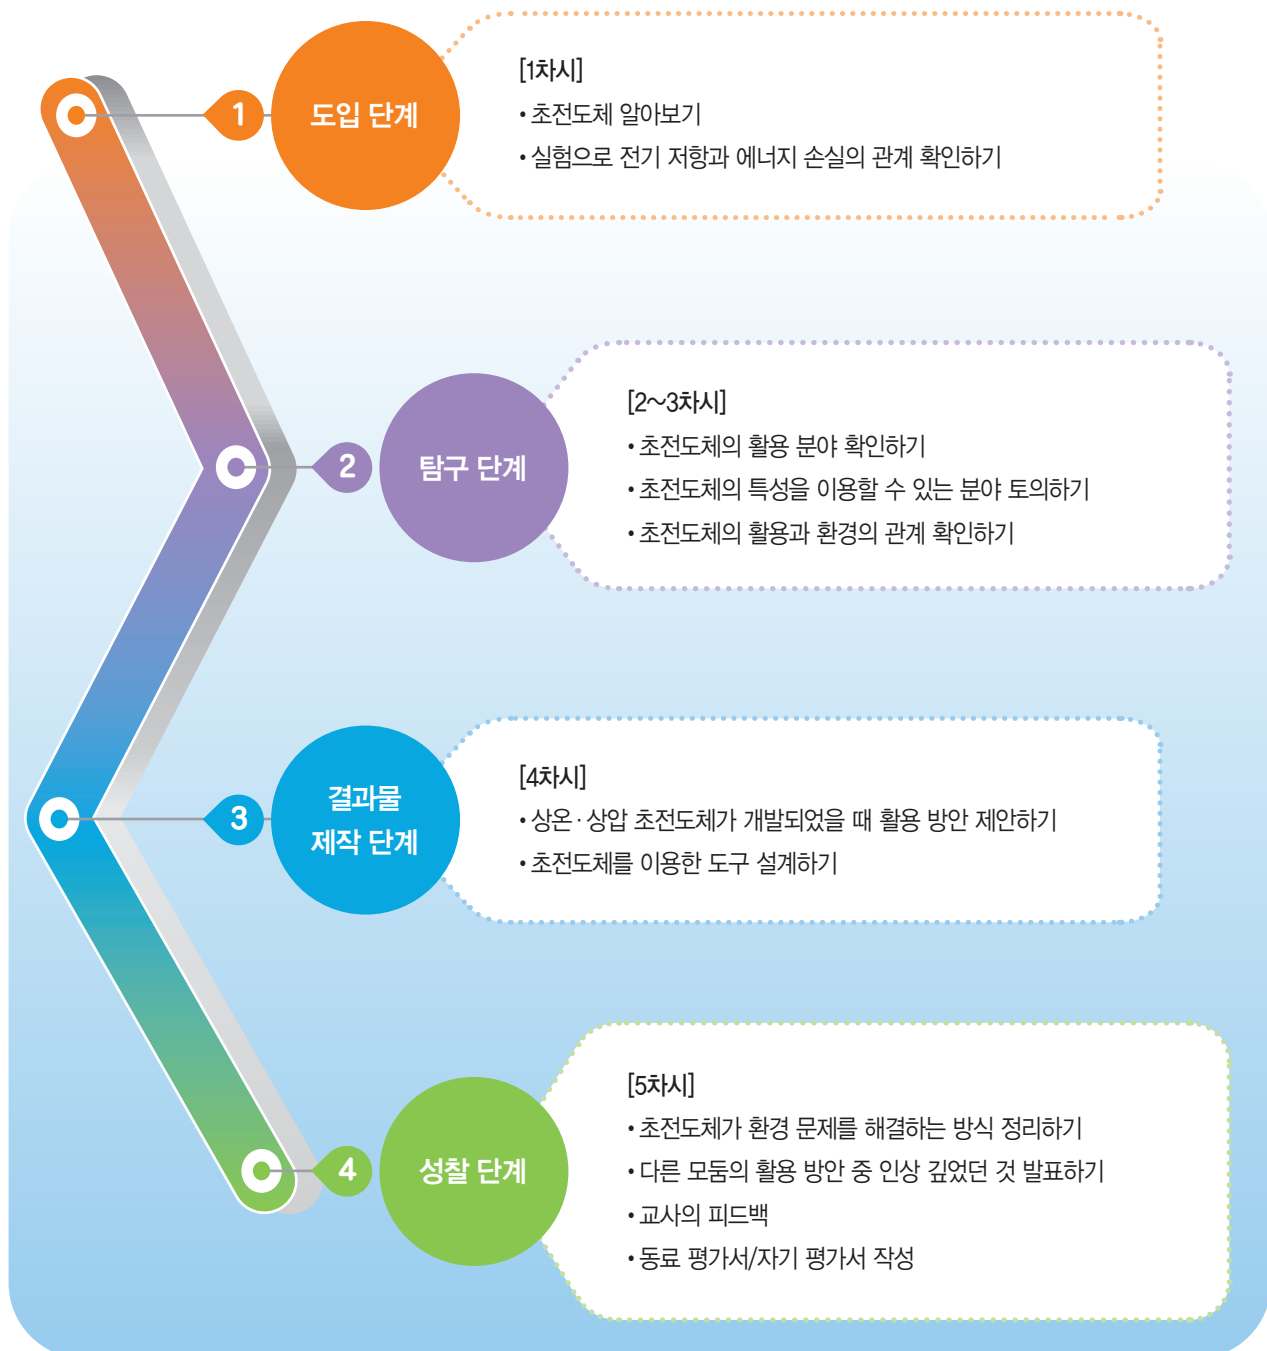 1
도입 단계
[1차시]
• 초전도체 알아보기
• 실험으로 전기 저항과 에너지 손실의 관계 확인하기
2
탐구 단계
[2~3차시]
• 초전도체의 활용 분야 확인하기
• 초전도체의 특성을 이용할 수 있는 분야 토의하기
• 초전도체의 활용과 환경의 관계 확인하기
3
결과물
제작 단계
[4차시]
• 상온·상압 초전도체가 개발되었을 때 활용 방안 제안하기
• 초전도체를 이용한 도구 설계하기
4
성찰 단계
[5차시]
• 초전도체가 환경 문제를 해결하는 방식 정리하기
• 다른 모둠의 활용 방안 중 인상 깊었던 것 발표하기
• 교사의 피드백
• 동료 평가서/자기 평가서 작성